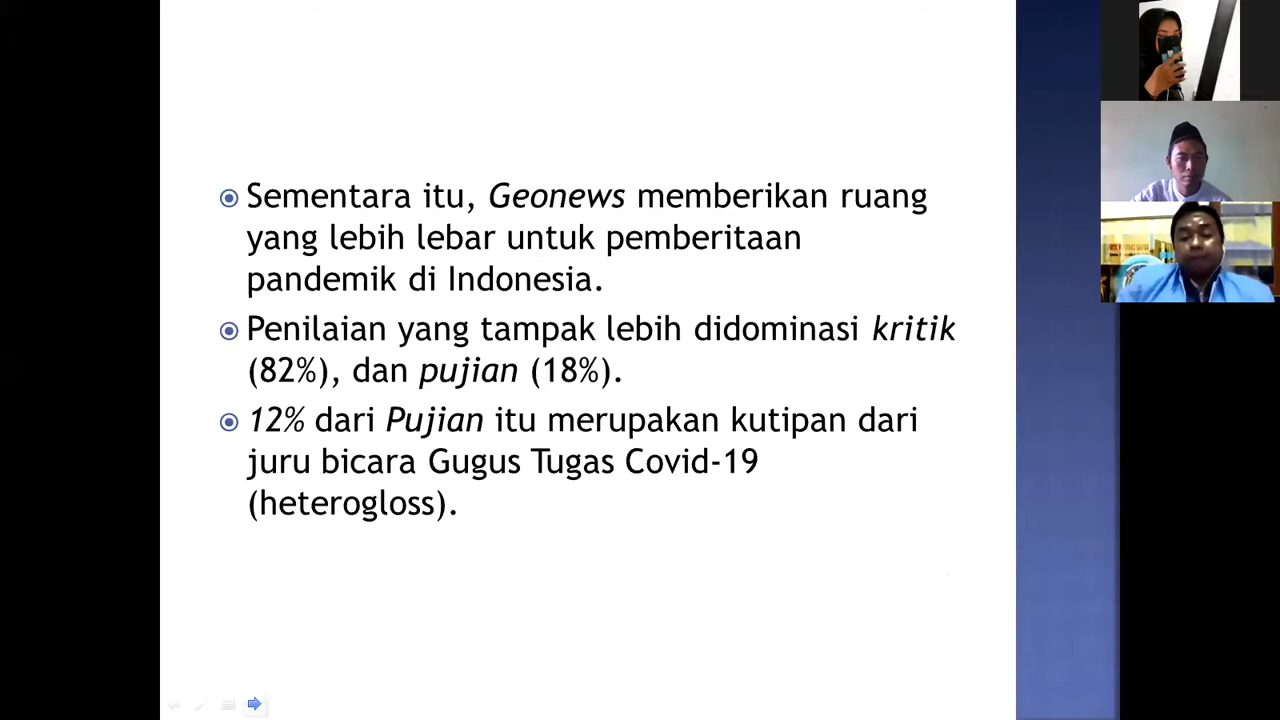 Sementara itu, Geonews memberikan ruang
yang lebih lebar untuk pemberitaan
pandemik di Indonesia.
Penilaian yang tampak lebih didominasi kritik
(82%), dan pujian (18%).
12% dari Pujian itu merupakan kutipan dari
juru bicara Gugus Tugas Covid-19
(heterogloss).